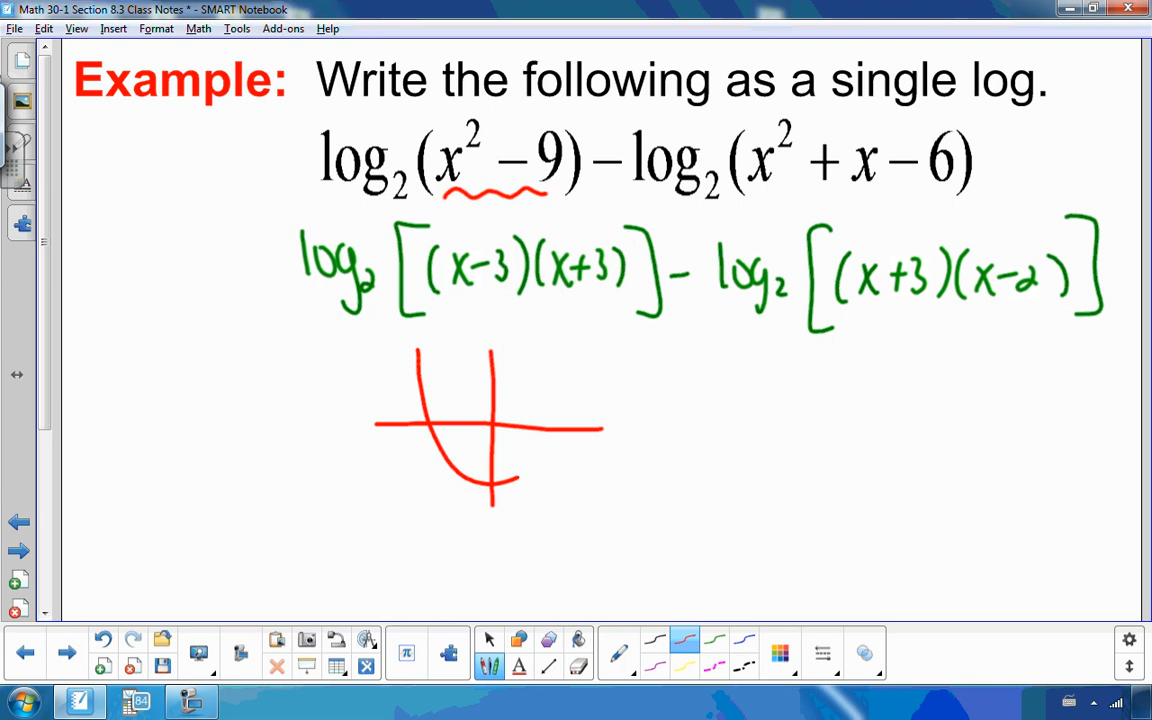 Math 30-1 Section 8.3 Class Notes * - SMART Notebook
File Edit View Insert Format Math Tools Add-ons Help
Example: Write the following as a single log.
log₂(x² – 9) – log₂(x² + x – 6)
log₂[(x-3)(x+3)] - log₂[(x+3)(x-2)]
π
A
84